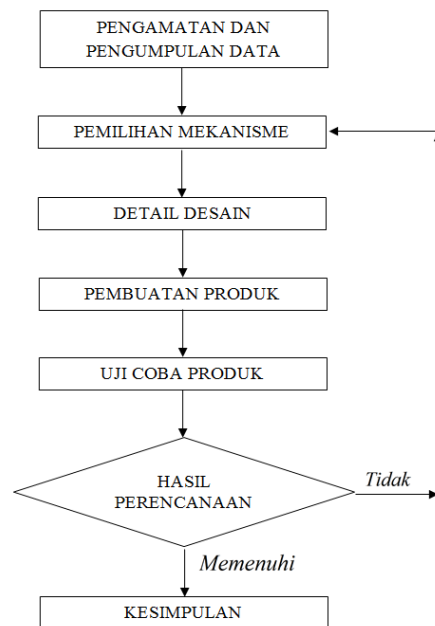 PENGAMATAN DAN
PENGUMPULAN DATA
PEMILIHAN MEKANISME
DETAIL DESAIN
PEMBUATAN PRODUK
UJI COBA PRODUK
HASIL
PERENCANAAN
Tidak
Memenuhi
KESIMPULAN